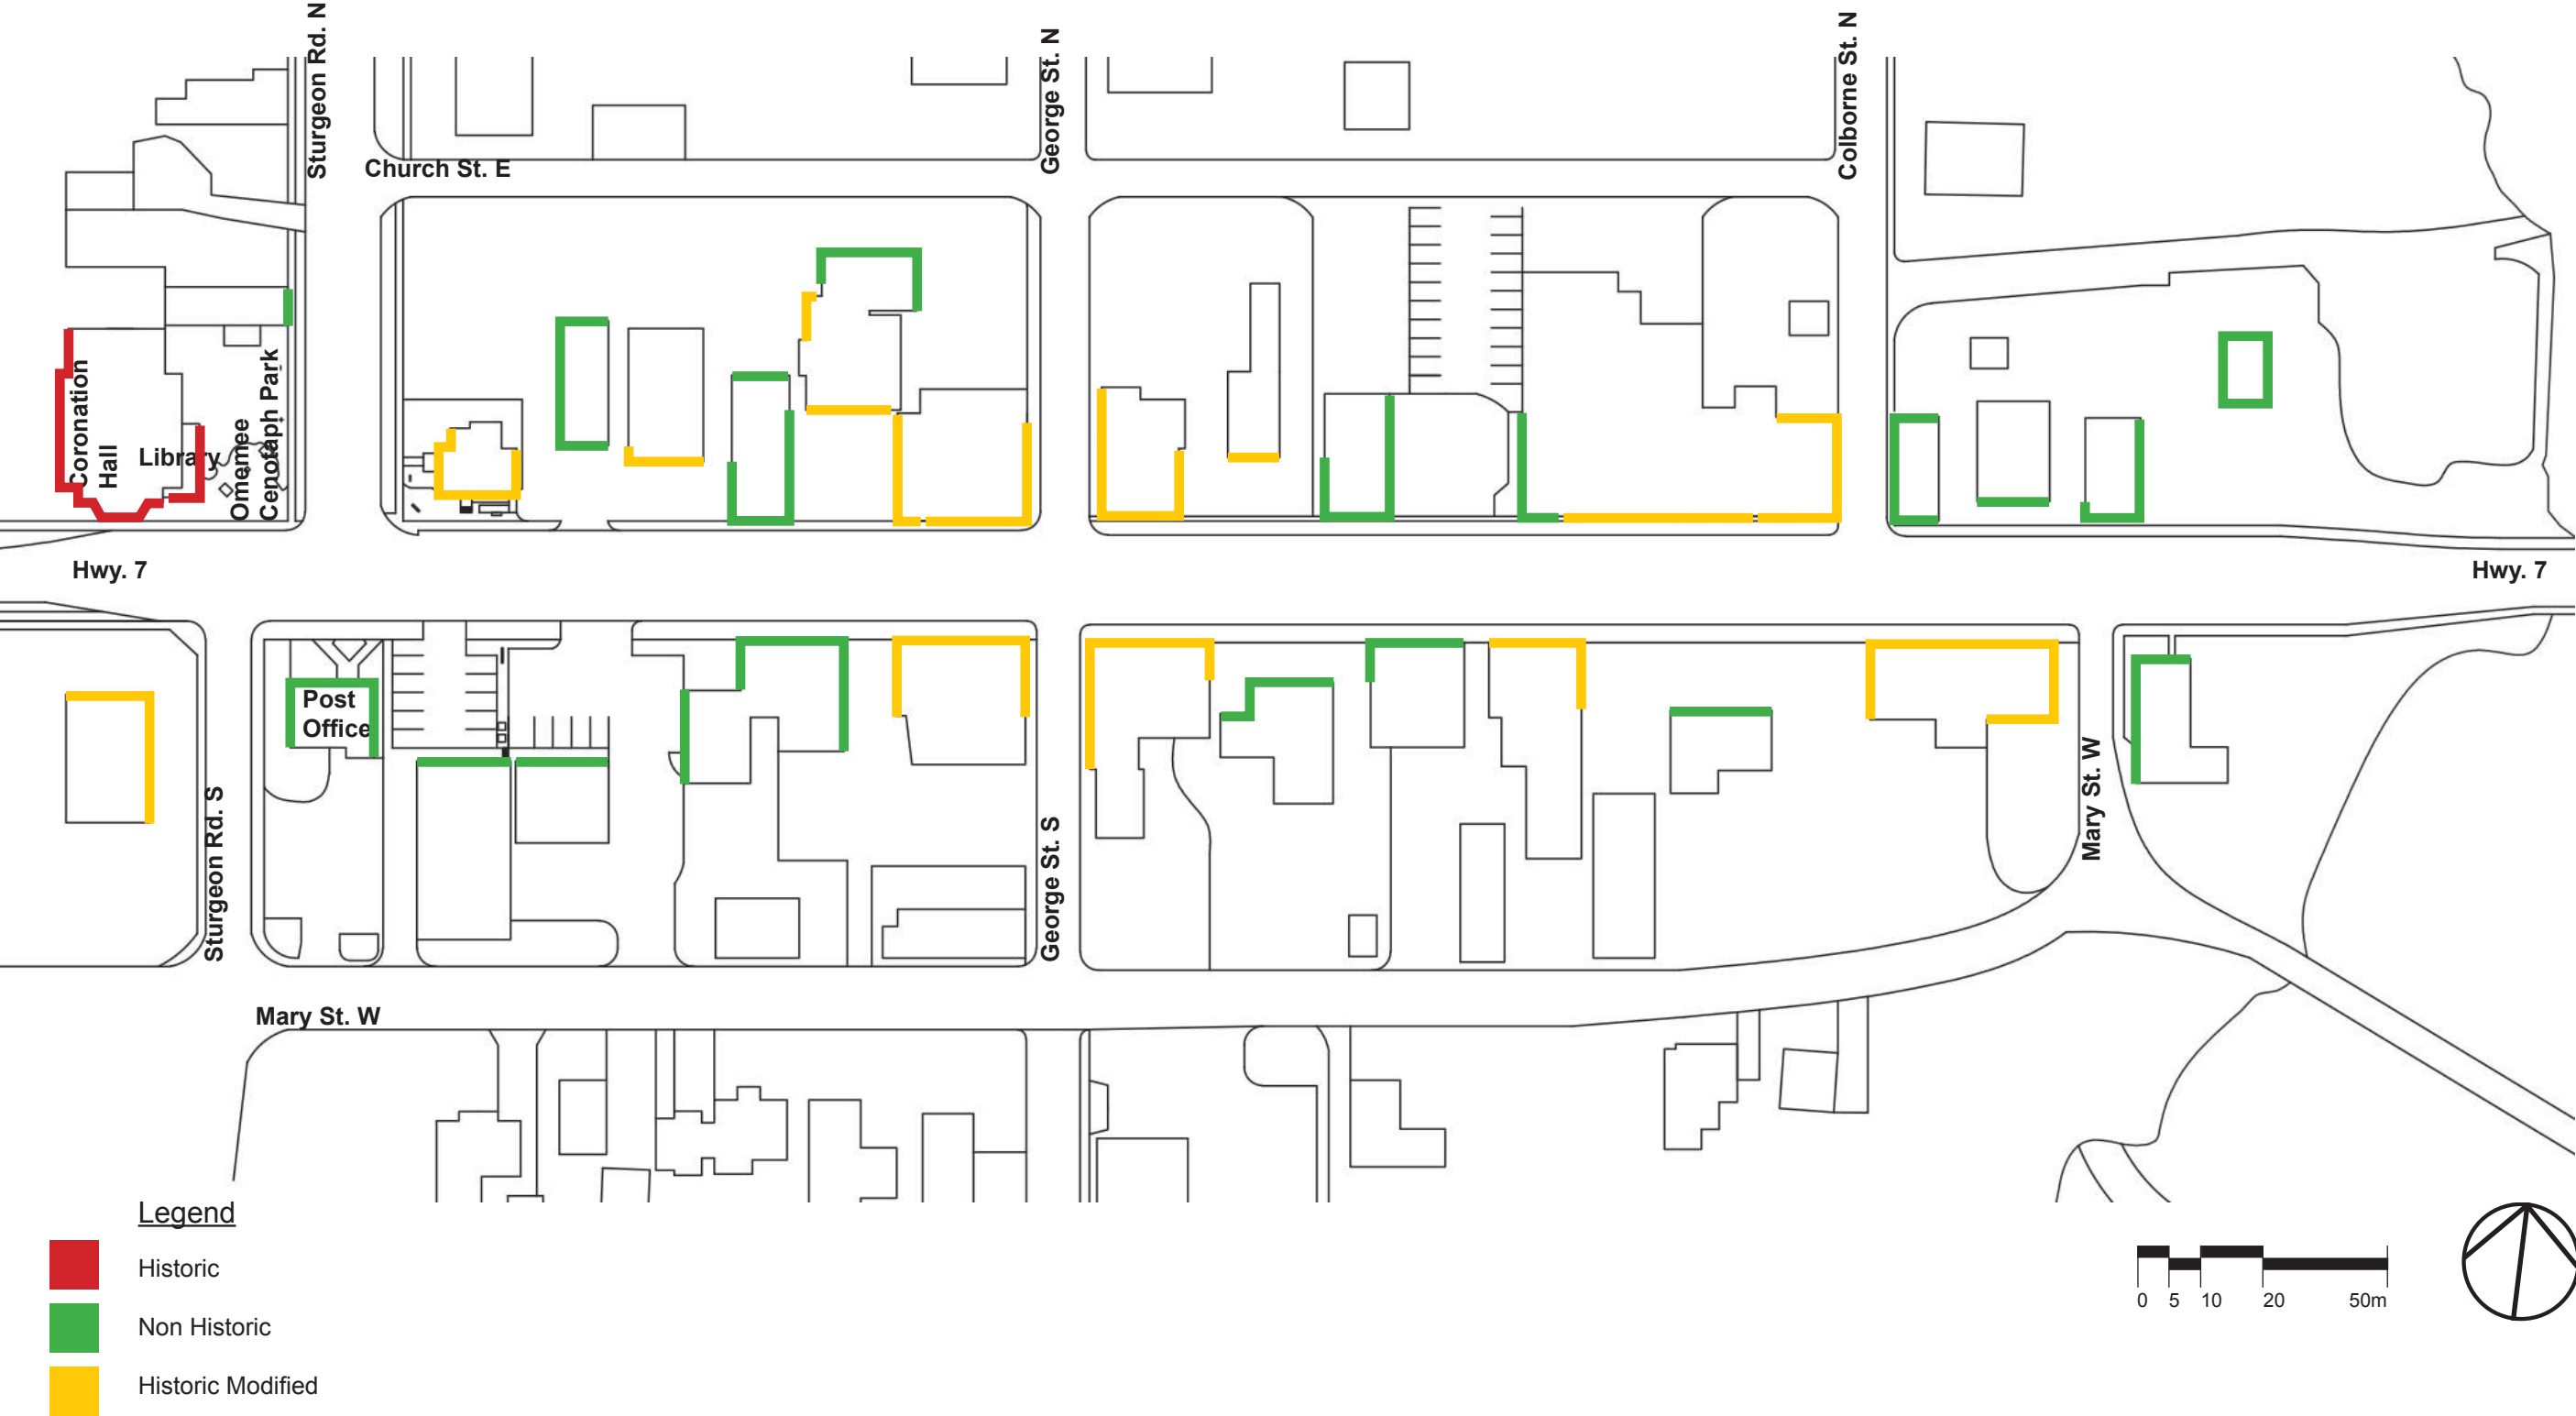 Sturgeon Rd. N
George St. N
Colborne St. N
Church St. E
Coronation
Hall
Library
Omemee
Cenotaph Park
Hwy. 7
Hwy. 7
Post
Office
Sturgeon Rd. S
George St. S
Mary St. W
Mary St. W
Legend
Historic
Non Historic
Historic Modified
0 5 10 20 50m